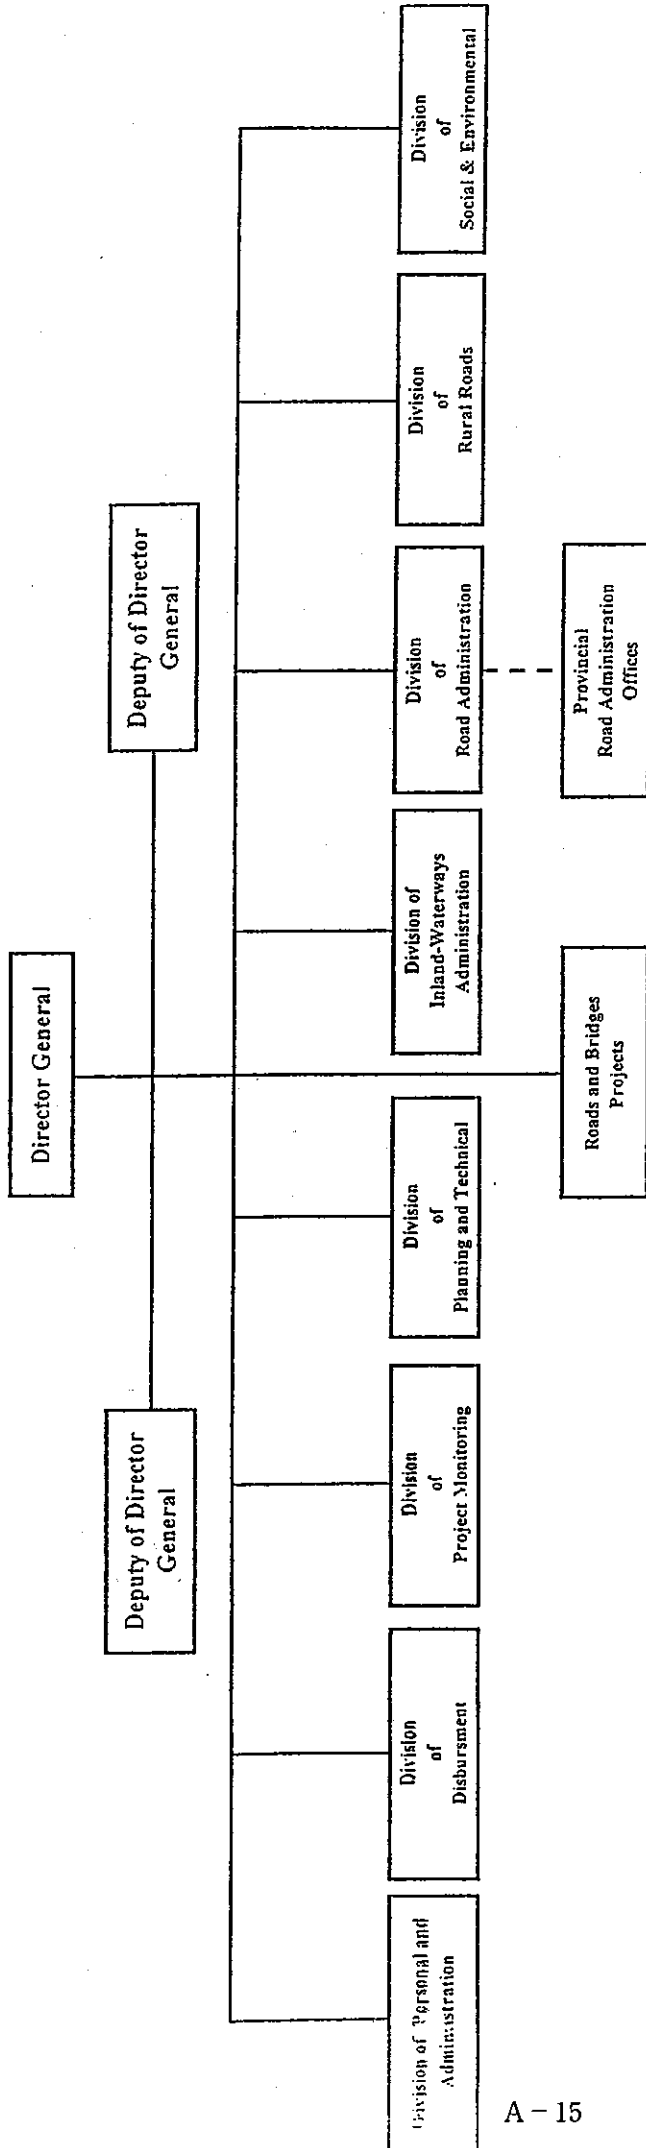 Director General
Deputy of Director
General
Deputy of Director
General
Division of Personal and
Administration
Division
of
Disbursment
Division
of
Project Monitoring
Division
of
Planning and Technical
Division of
Inland-Waterways
Administration
Division
of
Road Administration
Division
of
Rural Roads
Division
of
Social & Environmental
Roads and Bridges
Projects
Provincial
Road Administration
Offices
A - 15